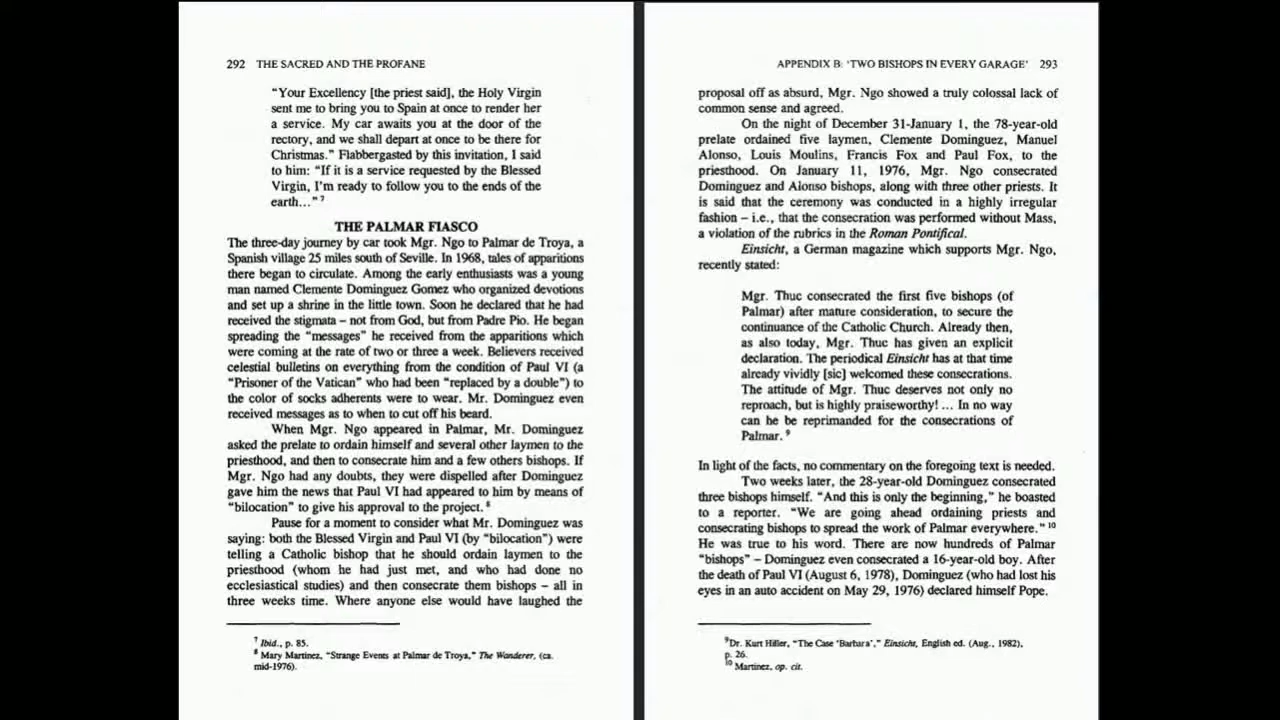 292 THE SACRED AND THE PROFANE
"Your Excellency [the priest said], the Holy Virgin
sent me to bring you to Spain at once to render her
a service. My car awaits you at the door of the
rectory, and we shall depart at once to be there for
Christmas." Flabbergasted by this invitation, I said
to him: "If it is a service requested by the Blessed
Virgin, I'm ready to follow you to the ends of the
earth..." 7
THE PALMAR FIASCO
The three-day journey by car took Mgr. Ngo to Palmar de Troya, a
Spanish village 25 miles south of Seville. In 1968, tales of apparitions
there began to circulate. Among the early enthusiasts was a young
man named Clemente Dominguez Gomez who organized devotions
and set up a shrine in the little town. Soon he declared that he had
received the stigmata – not from God, but from Padre Pio. He began
spreading the "messages" he received from the apparitions which
were coming at the rate of two or three a week. Believers received
celestial bulletins on everything from the condition of Paul VI (a
"Prisoner of the Vatican" who had been "replaced by a double") to
the color of socks adherents were to wear. Mr. Dominguez even
received messages as to when to cut off his beard.
When Mgr. Ngo appeared in Palmar, Mr. Dominguez
asked the prelate to ordain himself and several other laymen to the
priesthood, and then to consecrate him and a few others bishops. If
Mgr. Ngo had any doubts, they were dispelled after Dominguez
gave him the news that Paul VI had appeared to him by means of
"bilocation" to give his approval to the project. 8
Pause for a moment to consider what Mr. Dominguez was
saying: both the Blessed Virgin and Paul VI (by "bilocation") were
telling a Catholic bishop that he should ordain laymen to the
priesthood (whom he had just met, and who had done no
ecclesiastical studies) and then consecrate them bishops – all in
three weeks time. Where anyone else would have laughed the
7 Ibid., p. 85.
8 Mary Martinez, "Strange Events at Palmar de Troya," The Wanderer, (ca.
mid-1976).
APPENDIX B: 'TWO BISHOPS IN EVERY GARAGE' 293
proposal off as absurd, Mgr. Ngo showed a truly colossal lack of
common sense and agreed.
On the night of December 31-January 1, the 78-year-old
prelate ordained five laymen, Clemente Dominguez, Manuel
Alonso, Louis Moulins, Francis Fox and Paul Fox, to the
priesthood. On January 11, 1976, Mgr. Ngo consecrated
Dominguez and Alonso bishops, along with three other priests. It
is said that the ceremony was conducted in a highly irregular
fashion – i.e., that the consecration was performed without Mass,
a violation of the rubrics in the Roman Pontifical.
Einsicht, a German magazine which supports Mgr. Ngo,
recently stated:
Mgr. Thuc consecrated the first five bishops (of
Palmar) after mature consideration, to secure the
continuance of the Catholic Church. Already then,
as also today, Mgr. Thuc has given an explicit
declaration. The periodical Einsicht has at that time
already vividly [sic] welcomed these consecrations.
The attitude of Mgr. Thuc deserves not only no
reproach, but is highly praiseworthy! ... In no way
can he be reprimanded for the consecrations of
Palmar. 9
In light of the facts, no commentary on the foregoing text is needed.
Two weeks later, the 28-year-old Dominguez consecrated
three bishops himself. "And this is only the beginning," he boasted
to a reporter. "We are going ahead ordaining priests and
consecrating bishops to spread the work of Palmar everywhere." 10
He was true to his word. There are now hundreds of Palmar
"bishops" – Dominguez even consecrated a 16-year-old boy. After
the death of Paul VI (August 6, 1978), Dominguez (who had lost his
eyes in an auto accident on May 29, 1976) declared himself Pope.
9 Dr. Kurt Hiller, "The Case 'Barbara'," Einsicht, English ed. (Aug., 1982),
p. 26.
10 Martinez, op. cit.